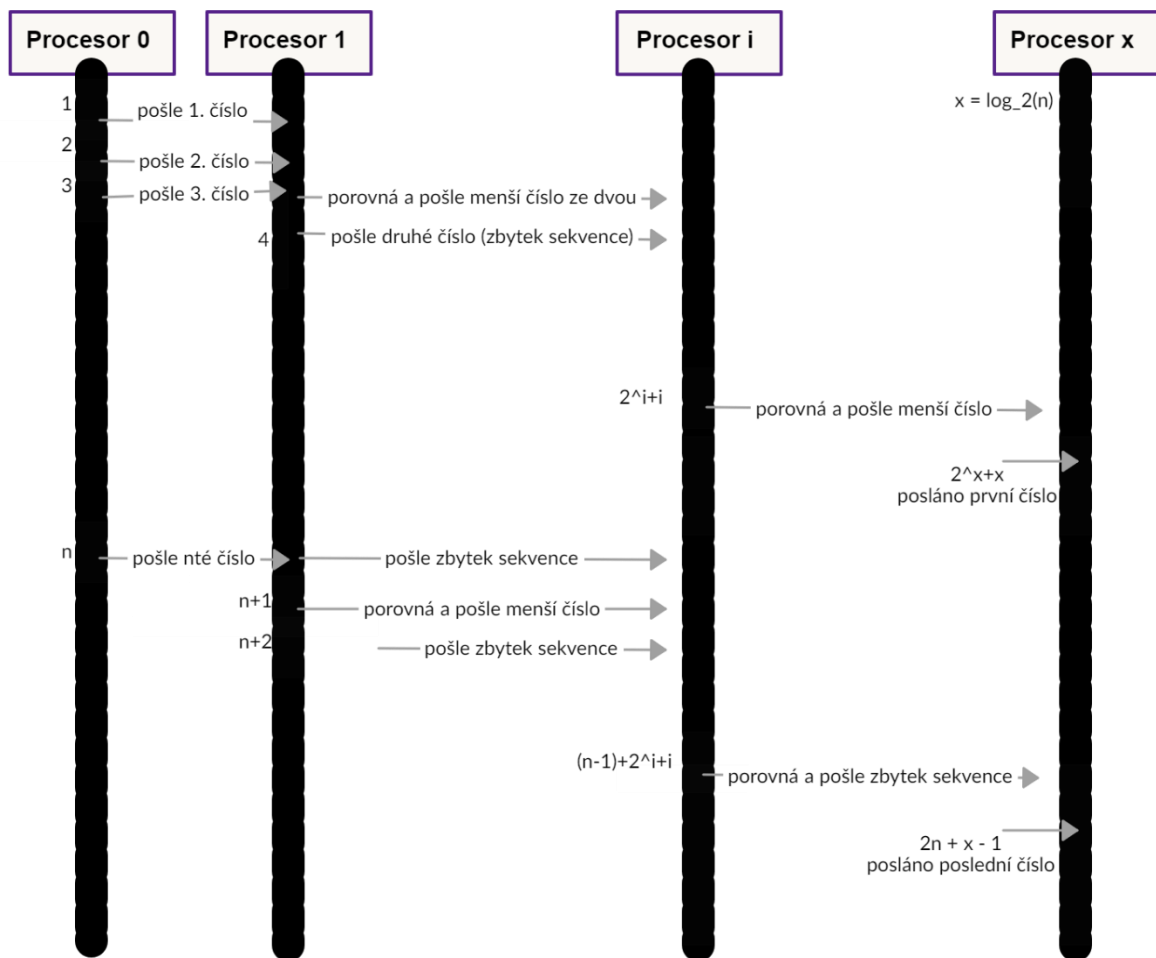 Procesor 0
Procesor 1
Procesor i
Procesor x
x = log_2(n)
1
pošle 1. číslo
2
pošle 2. číslo
3
pošle 3. číslo
porovná a pošle menší číslo ze dvou
4
pošle druhé číslo (zbytek sekvence)
2^i+i
porovná a pošle menší číslo
2^x+x
posláno první číslo
n
pošle nté číslo
pošle zbytek sekvence
n+1
porovná a pošle menší číslo
n+2
pošle zbytek sekvence
(n-1)+2^i+i
porovná a pošle zbytek sekvence
2n + x - 1
posláno poslední číslo